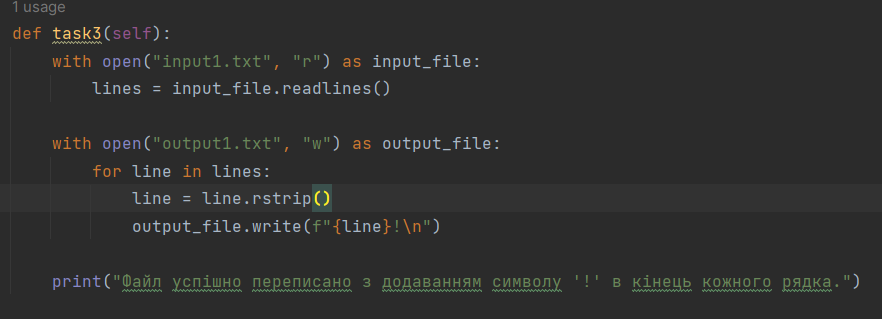 1 usage
def task3(self):
    with open("input1.txt", "r") as input_file:
        lines = input_file.readlines()

    with open("output1.txt", "w") as output_file:
        for line in lines:
            line = line.rstrip()
            output_file.write(f"{line}!\n")

    print("Файл успішно переписано з додаванням символу '!' в кінець кожного рядка.")